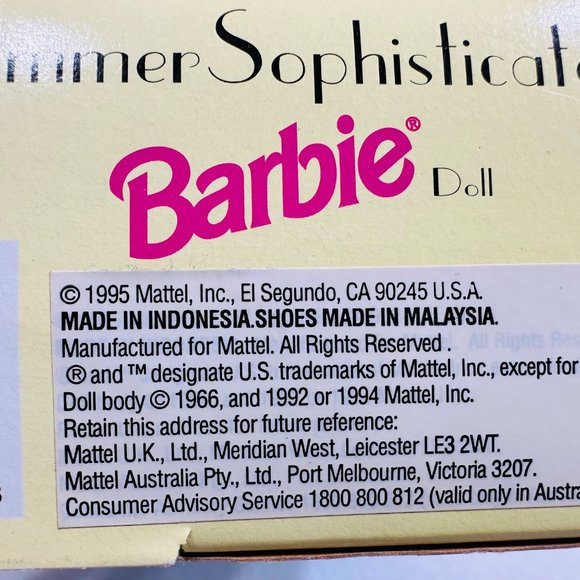 mmer Sophisticate
Barbie® Doll
© 1995 Mattel, Inc., El Segundo, CA 90245 U.S.A.
MADE IN INDONESIA.SHOES MADE IN MALAYSIA.
Manufactured for Mattel. All Rights Reserved .
® and ™ designate U.S. trademarks of Mattel, Inc., except for
Doll body © 1966, and 1992 or 1994 Mattel, Inc.
Retain this address for future reference:
Mattel U.K., Ltd., Meridian West, Leicester LE3 2WT.
Mattel Australia Pty., Ltd., Port Melbourne, Victoria 3207.
Consumer Advisory Service 1800 800 812 (valid only in Austra